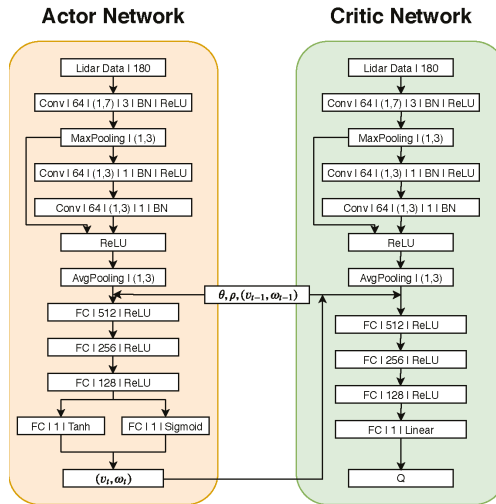 Actor Network
Lidar Data | 180
Conv | 64 | (1,7) | 3 | BN | ReLU
MaxPooling | (1,3)
Conv | 64 | (1,3) | 1 | BN | ReLU
Conv | 64 | (1,3) | 1 | BN
ReLU
AvgPooling | (1,3)
θ, ρ, (v_{t−1}, ω_{t−1})
FC | 512 | ReLU
FC | 256 | ReLU
FC | 128 | ReLU
FC | 1 | Tanh
FC | 1 | Sigmoid
(v_t, ω_t)
Critic Network
Lidar Data | 180
Conv | 64 | (1,7) | 3 | BN | ReLU
MaxPooling | (1,3)
Conv | 64 | (1,3) | 1 | BN | ReLU
Conv | 64 | (1,3) | 1 | BN
ReLU
AvgPooling | (1,3)
FC | 512 | ReLU
FC | 256 | ReLU
FC | 128 | ReLU
FC | 1 | Linear
Q